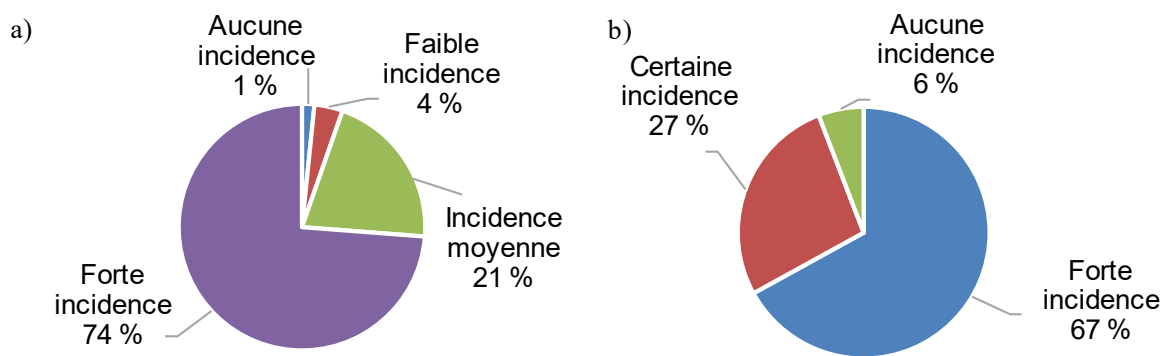 a)
Aucune
incidence
1 %
Faible
incidence
4 %
Incidence
moyenne
21 %
Forte
incidence
74 %
b)
Aucune
incidence
6 %
Certaine
incidence
27 %
Forte
incidence
67 %